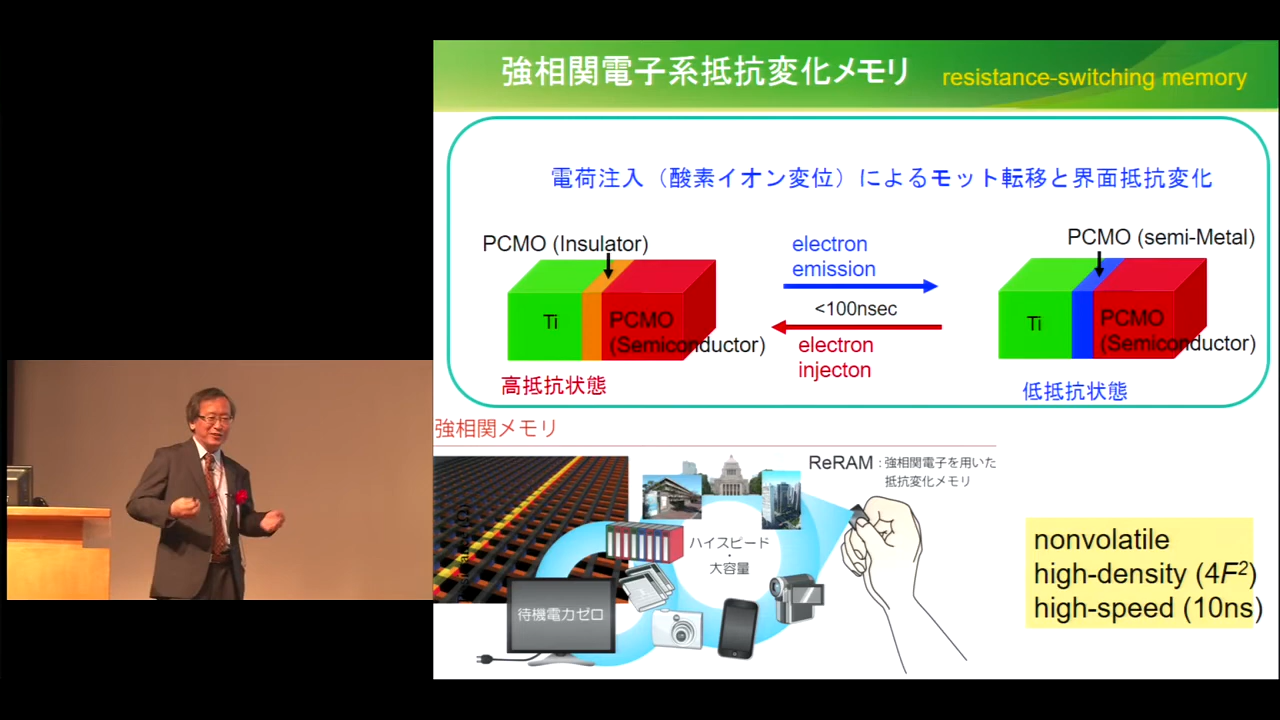 強相関電子系抵抗変化メモリ resistance-switching memory
電荷注入（酸素イオン変位）によるモット転移と界面抵抗変化
PCMO (Insulator)
Ti
PCMO
(Semiconductor)
高抵抗状態
electron
emission
<100nsec
electron
injecton
PCMO (semi-Metal)
Ti
PCMO
(Semiconductor)
低抵抗状態
強相関メモリ
ReRAM：強相関電子を用いた
抵抗変化メモリ
ハイスピード
・
大容量
待機電力ゼロ
nonvolatile
high-density (4F²)
high-speed (10ns)